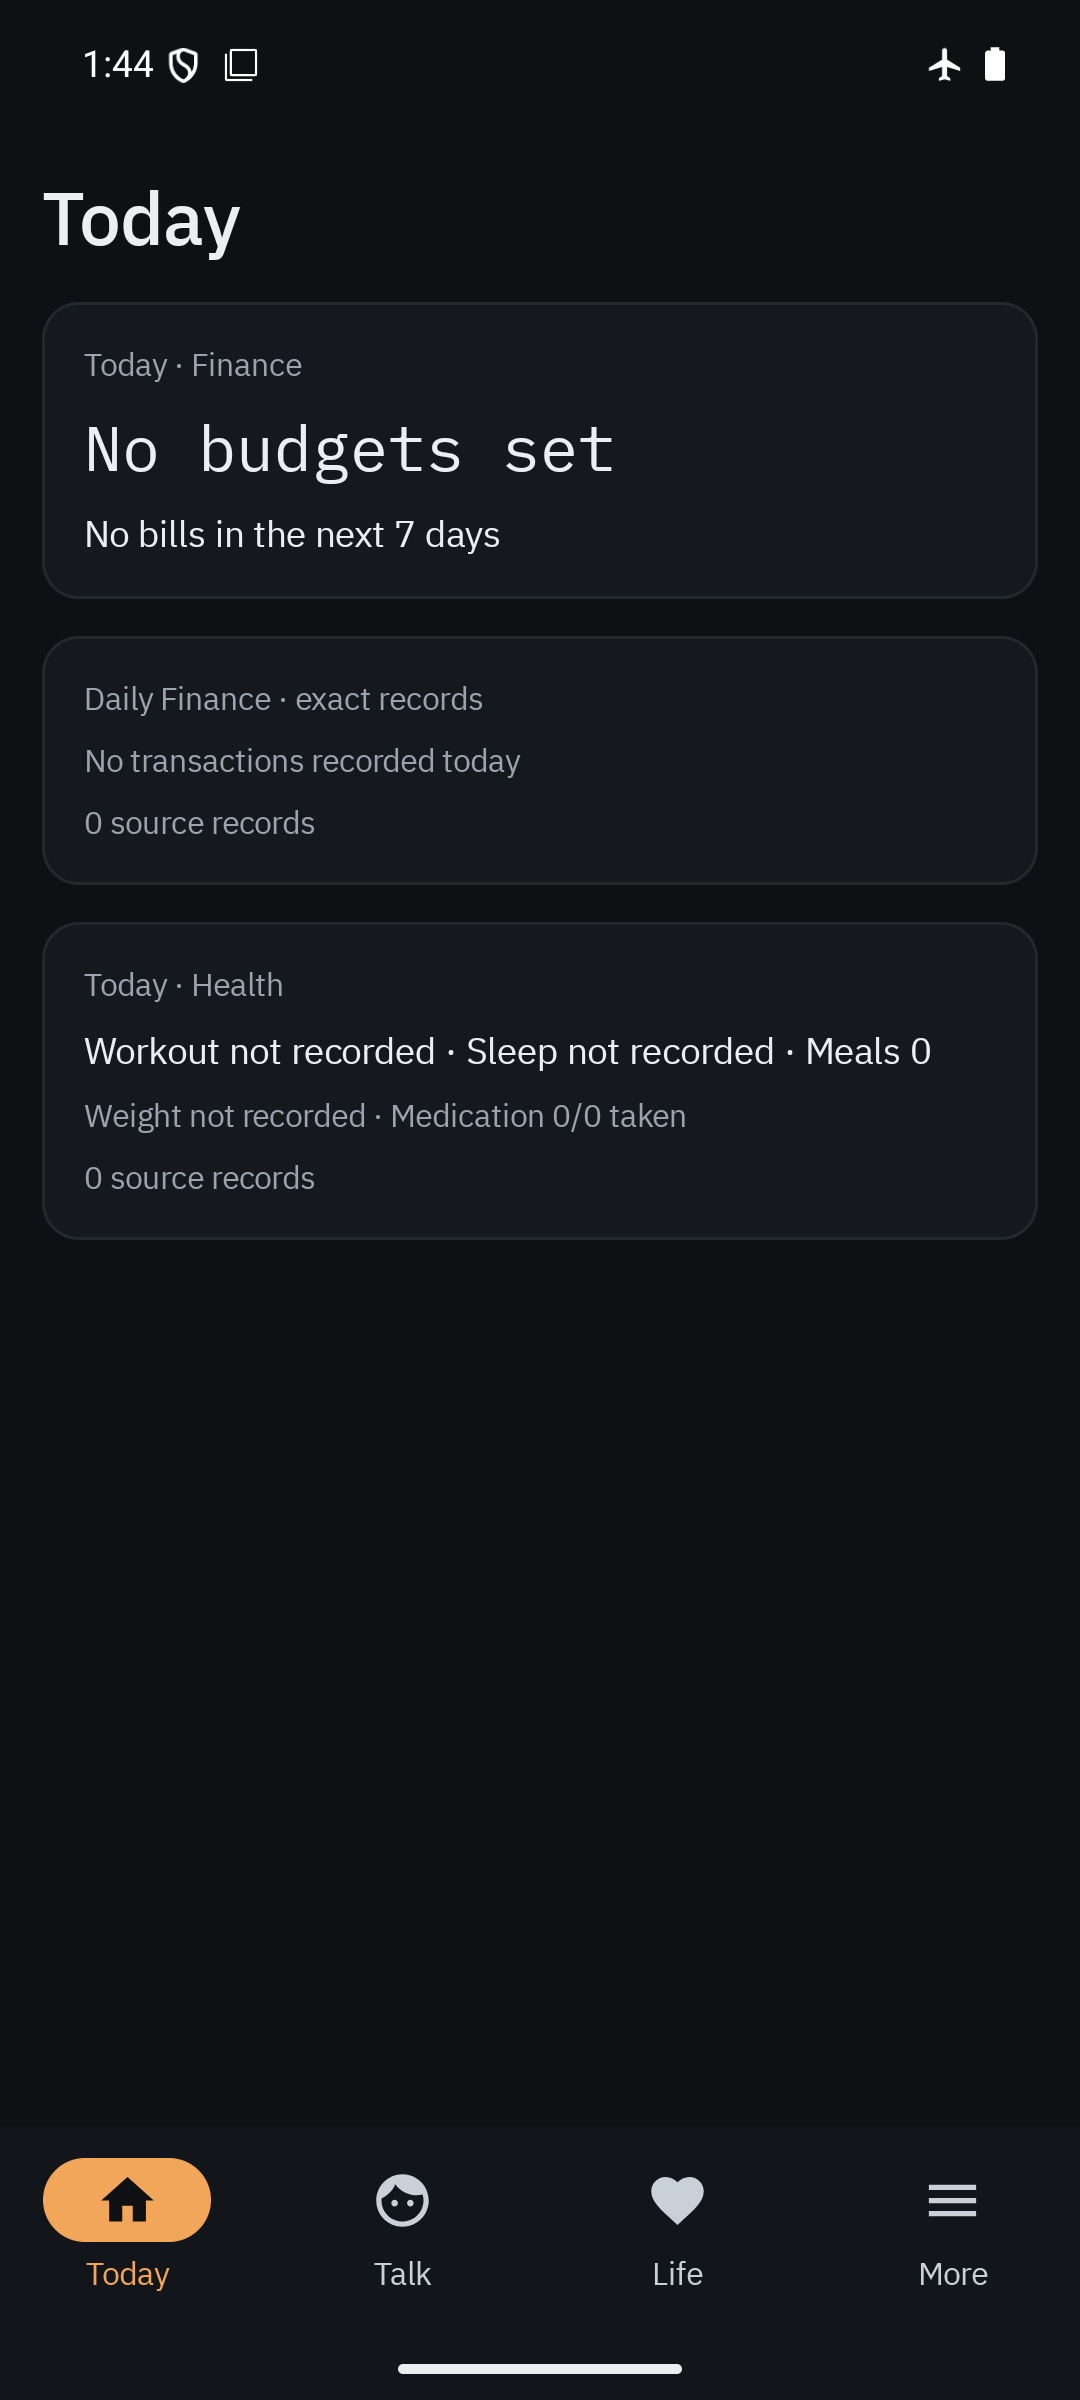 1:44
Today
Today · Finance
No budgets set
No bills in the next 7 days
Daily Finance · exact records
No transactions recorded today
0 source records
Today · Health
Workout not recorded · Sleep not recorded · Meals 0
Weight not recorded · Medication 0/0 taken
0 source records
Today
Talk
Life
More